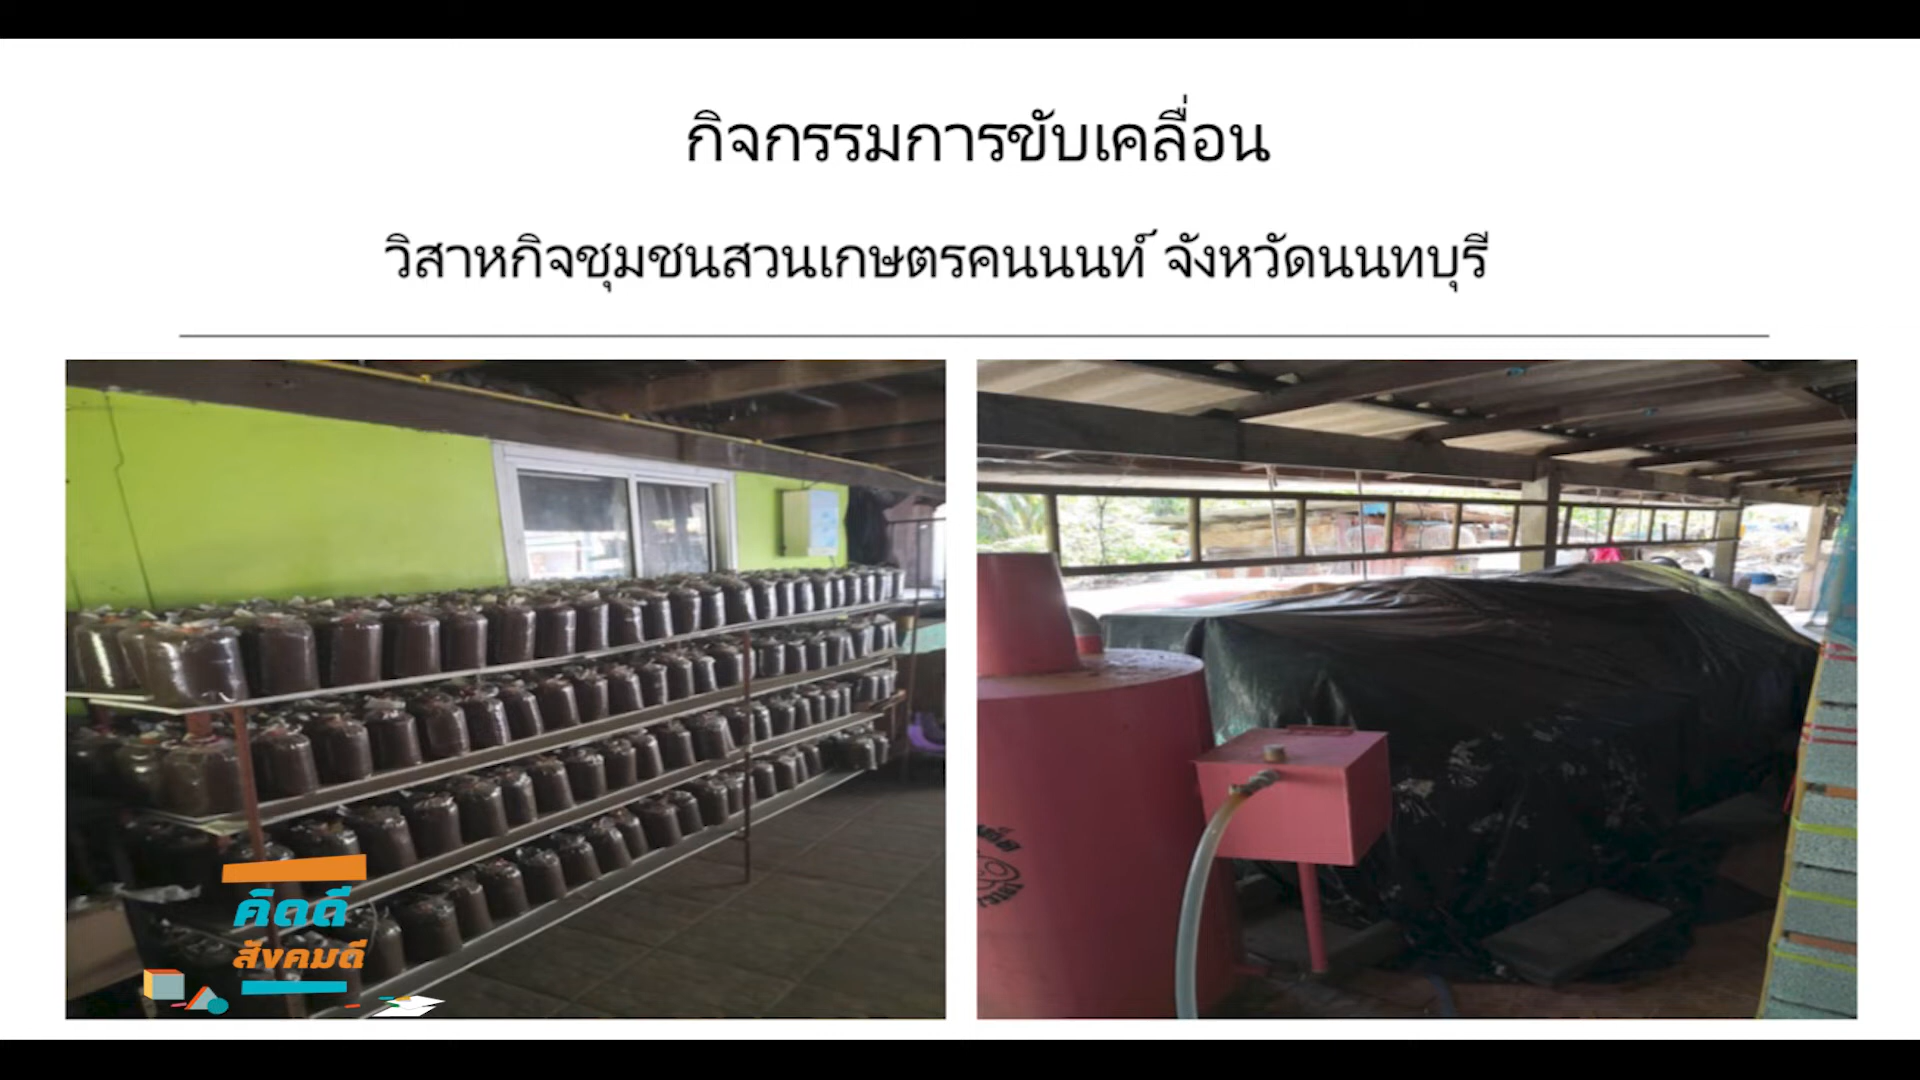 กิจกรรมการขับเคลื่อน
วิสาหกิจชุมชนสวนเกษตรคนนนท์ จังหวัดนนทบุรี
คิดดี
สังคมดี